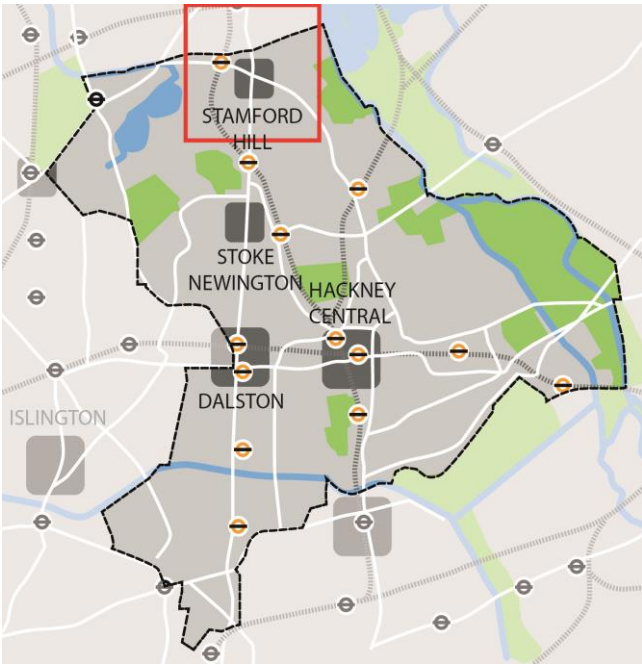 STAMFORD
HILL
STOKE
NEWINGTON
HACKNEY
CENTRAL
DALSTON
ISLINGTON